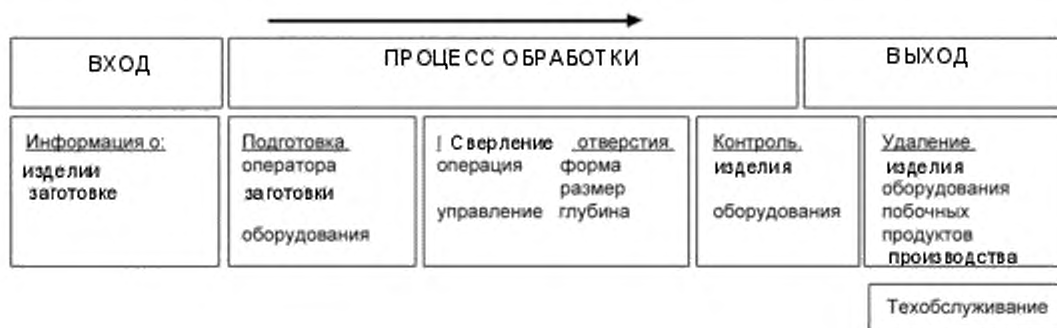 ВХОД
ПРОЦЕСС ОБРАБОТКИ
ВЫХОД
Информация о:
изделии
заготовке
Подготовка
оператора
заготовки
оборудования
Сверление отверстия
операция форма
размер
управление глубина
Контроль
изделия
оборудования
Удаление
изделия
оборудования
побочных
продуктов
производства
Техобслуживание